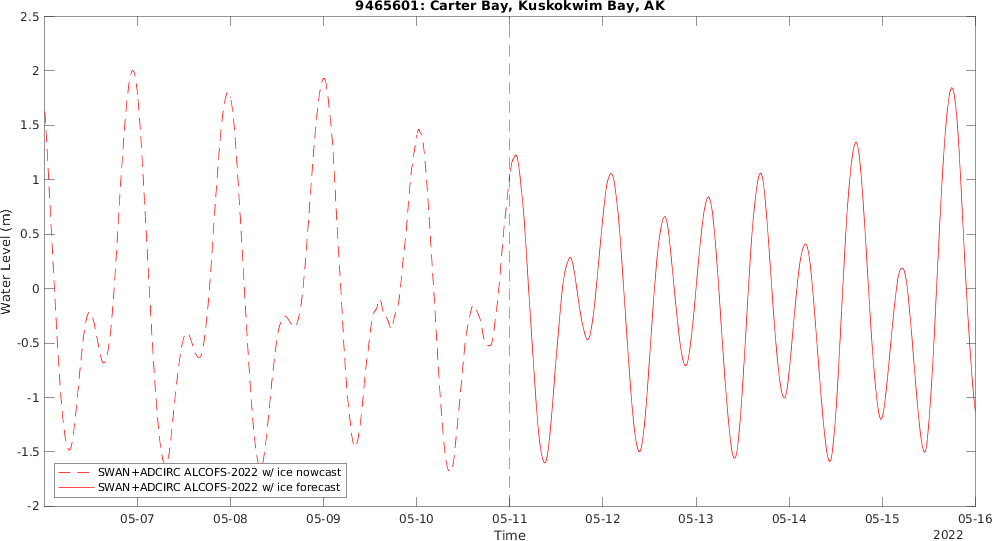 9465601: Carter Bay, Kuskokwim Bay, AK
2.5
2
1.5
1
0.5
0
-0.5
-1
-1.5
-2
Water Level (m)
SWAN+ADCIRC ALCOFS-2022 w/ ice nowcast
SWAN+ADCIRC ALCOFS-2022 w/ ice forecast
05-07 05-08 05-09 05-10 05-11 05-12 05-13 05-14 05-15 05-16
Time
2022